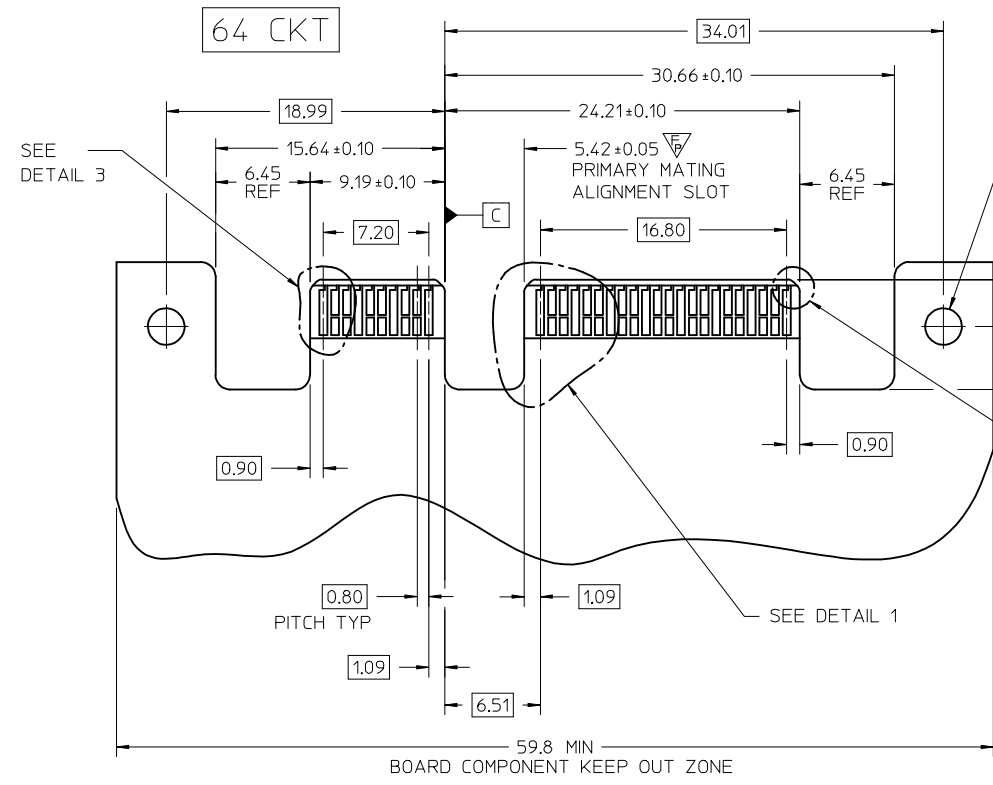 64 CKT
34.01
30.66±0.10
18.99
24.21±0.10
SEE
DETAIL 3
15.64±0.10
5.42±0.05 F P
PRIMARY MATING
ALIGNMENT SLOT
6.45
REF
9.19±0.10
6.45
REF
C
7.20
16.80
0.90
0.90
0.80
PITCH TYP
1.09
SEE DETAIL 1
1.09
6.51
59.8 MIN
BOARD COMPONENT KEEP OUT ZONE